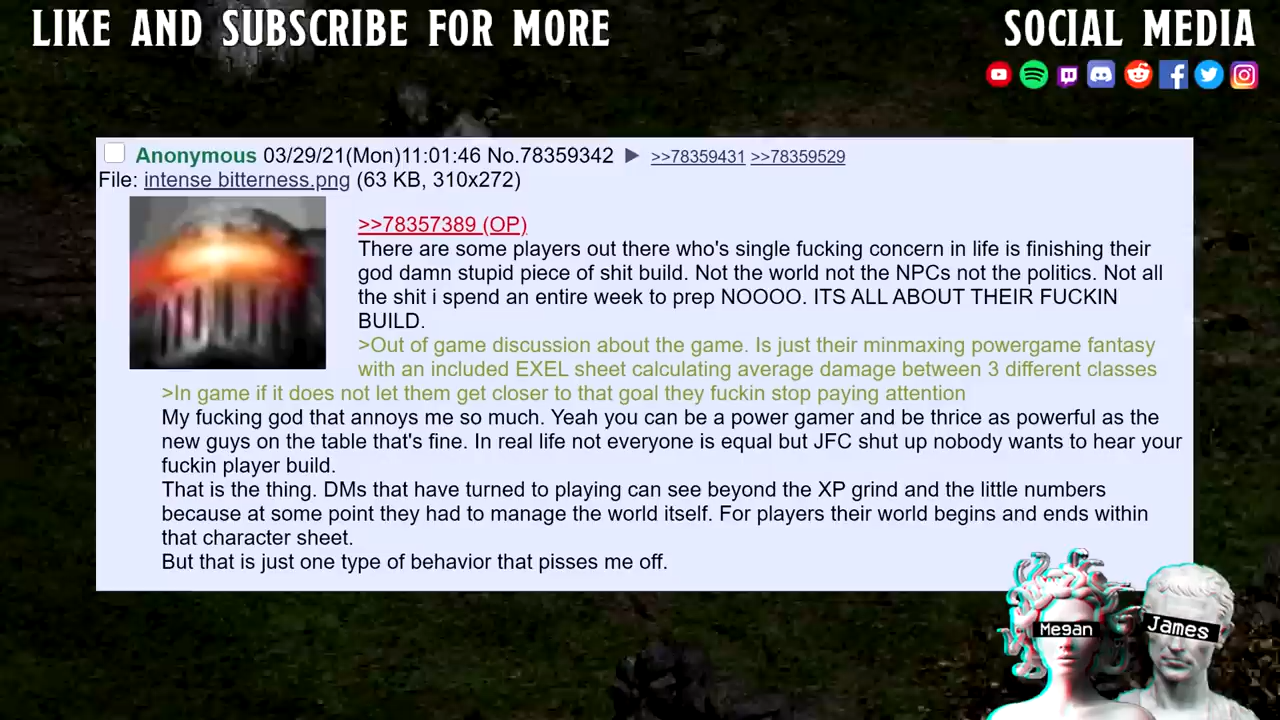 LIKE AND SUBSCRIBE FOR MORE
SOCIAL MEDIA
Anonymous 03/29/21(Mon)11:01:46 No.78359342 ▶ >>78359431 >>78359529
File: intense bitterness.png (63 KB, 310x272)
>>78357389 (OP)
There are some players out there who's single fucking concern in life is finishing their
god damn stupid piece of shit build. Not the world not the NPCs not the politics. Not all
the shit i spend an entire week to prep NOOOO. ITS ALL ABOUT THEIR FUCKIN
BUILD.
>Out of game discussion about the game. Is just their minmaxing powergame fantasy
with an included EXEL sheet calculating average damage between 3 different classes
>In game if it does not let them get closer to that goal they fuckin stop paying attention
My fucking god that annoys me so much. Yeah you can be a power gamer and be thrice as powerful as the
new guys on the table that's fine. In real life not everyone is equal but JFC shut up nobody wants to hear your
fuckin player build.
That is the thing. DMs that have turned to playing can see beyond the XP grind and the little numbers
because at some point they had to manage the world itself. For players their world begins and ends within
that character sheet.
But that is just one type of behavior that pisses me off.
Megan
James